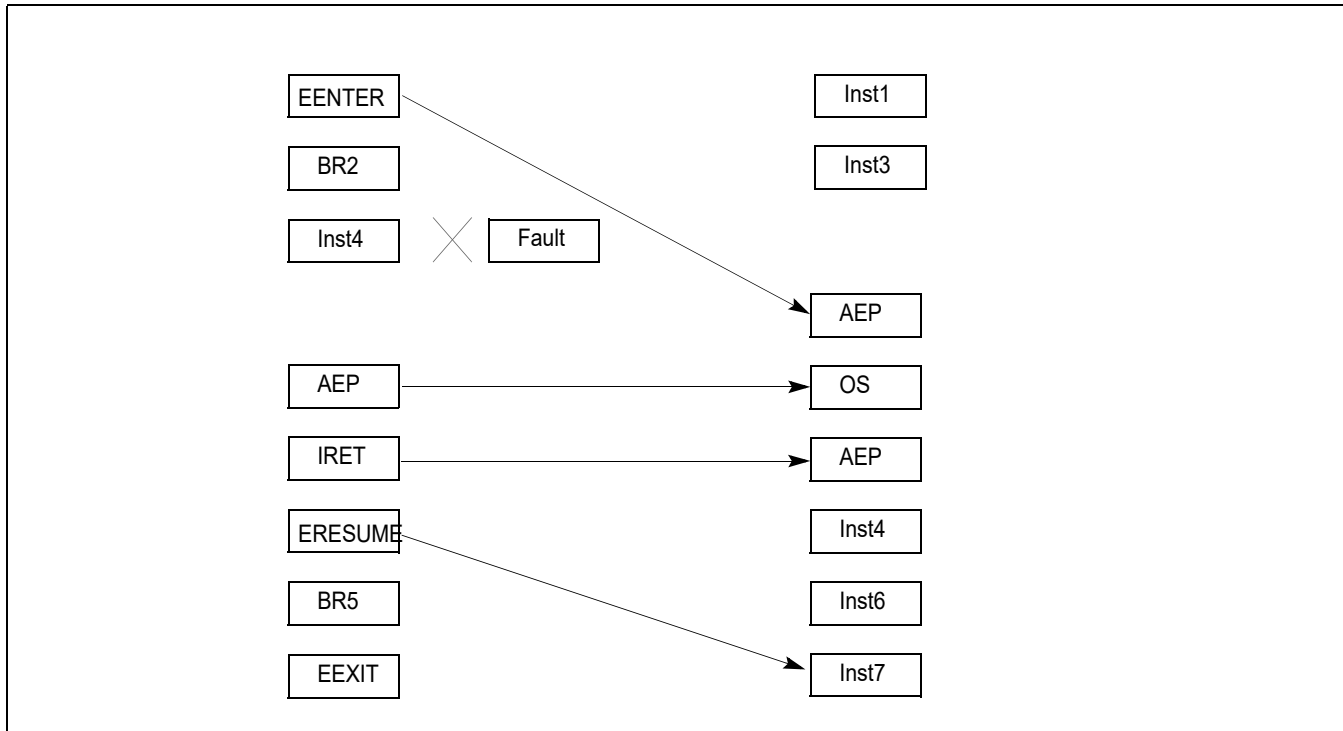 EENTER Inst1
BR2 Inst3
Inst4 Fault
AEP
AEP OS
IRET AEP
ERESUME Inst4
BR5 Inst6
EEXIT Inst7